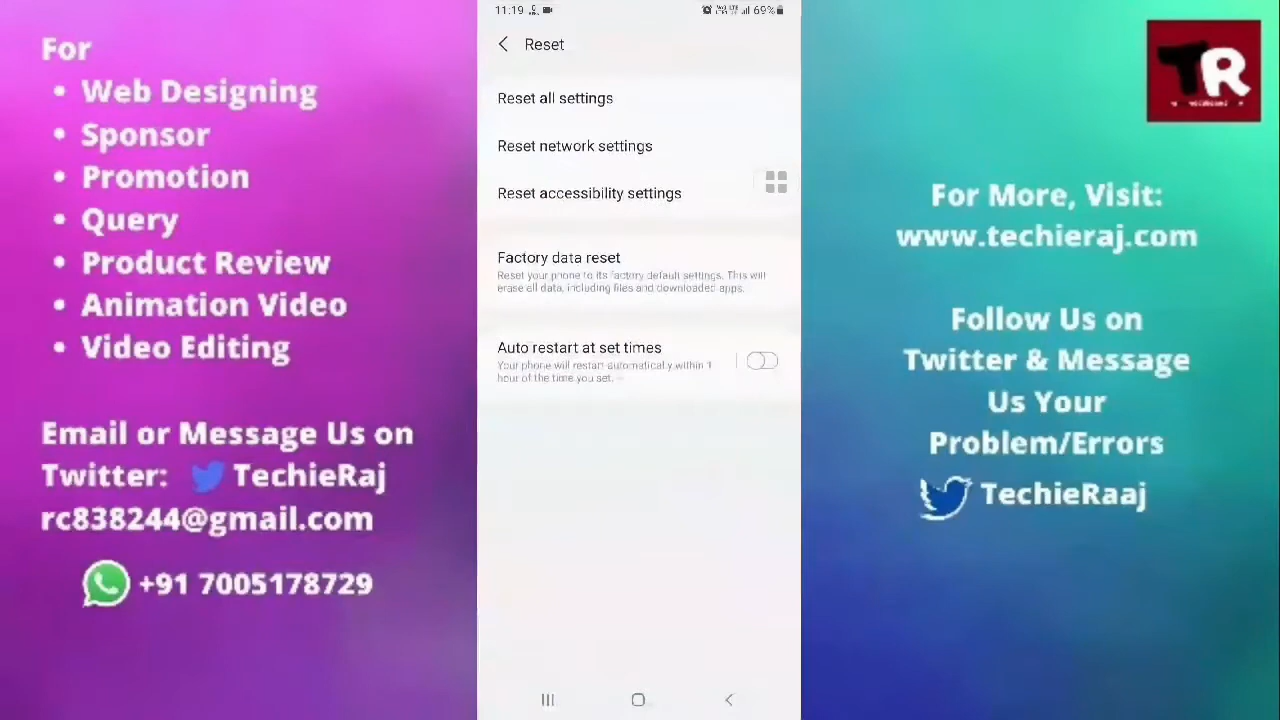 For
• Web Designing
• Sponsor
• Promotion
• Query
• Product Review
• Animation Video
• Video Editing
Email or Message Us on
Twitter: TechieRaj
rc838244@gmail.com
+91 7005178729
11:19
69%
Reset
Reset all settings
Reset network settings
Reset accessibility settings
Factory data reset
Reset your phone to its factory default settings. This will
erase all data, including files and downloaded apps.
Auto restart at set times
Your phone will restart automatically within 1
hour of the time you set.
TR
For More, Visit:
www.techieraj.com
Follow Us on
Twitter & Message
Us Your
Problem/Errors
TechieRaaj